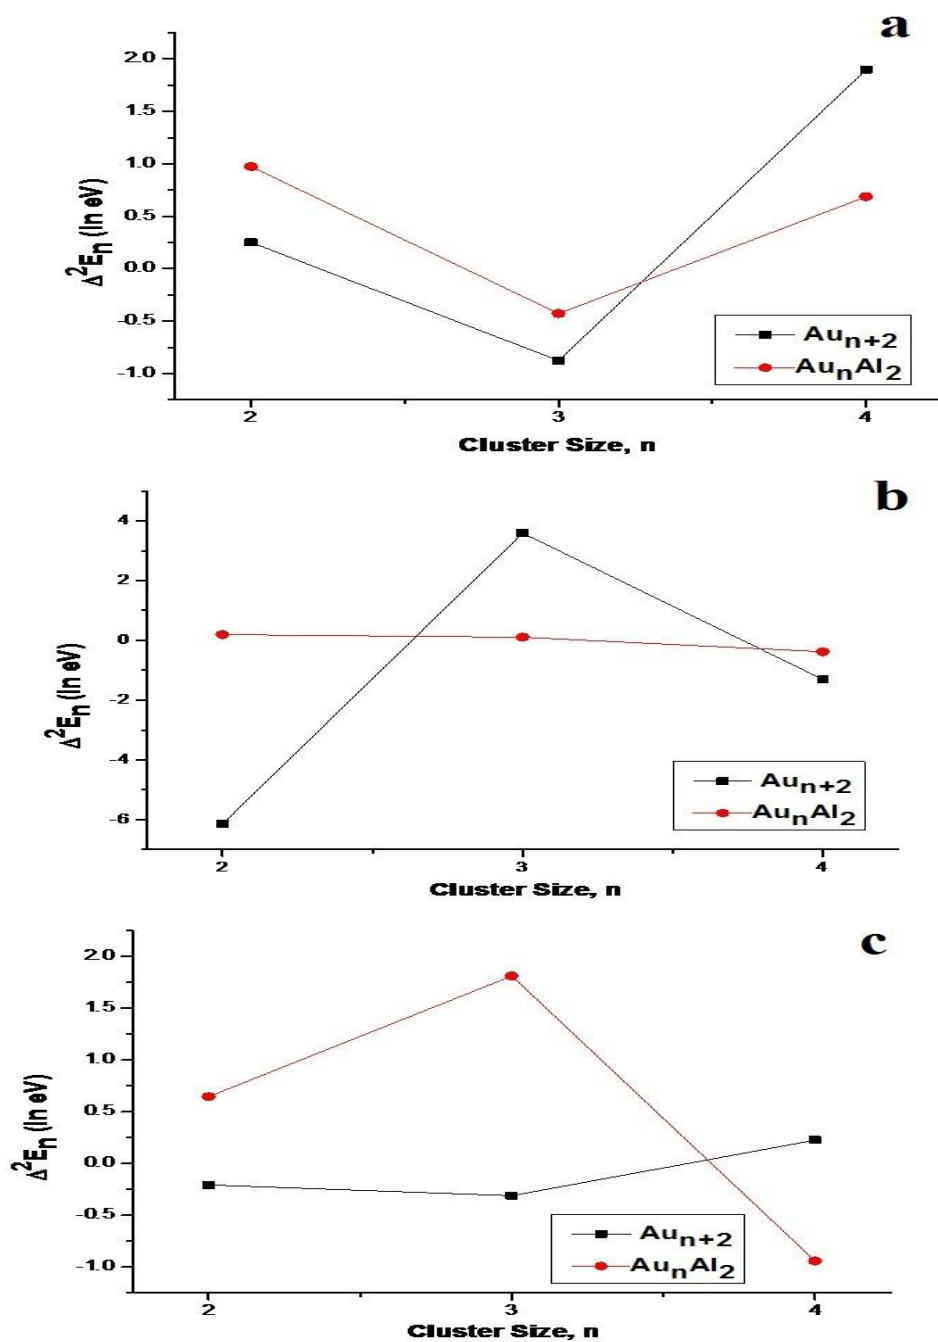 a
2.0
1.5
1.0
0.5
0.0
-0.5
-1.0
Δ²Eₙ (In eV)
Auₙ₊₂
AuₙAl₂
2 3 4
Cluster Size, n
b
4
2
0
-2
-4
-6
Δ²Eₙ (In eV)
Auₙ₊₂
AuₙAl₂
2 3 4
Cluster Size, n
c
2.0
1.5
1.0
0.5
0.0
-0.5
-1.0
Δ²Eₙ (In eV)
Auₙ₊₂
AuₙAl₂
2 3 4
Cluster Size, n